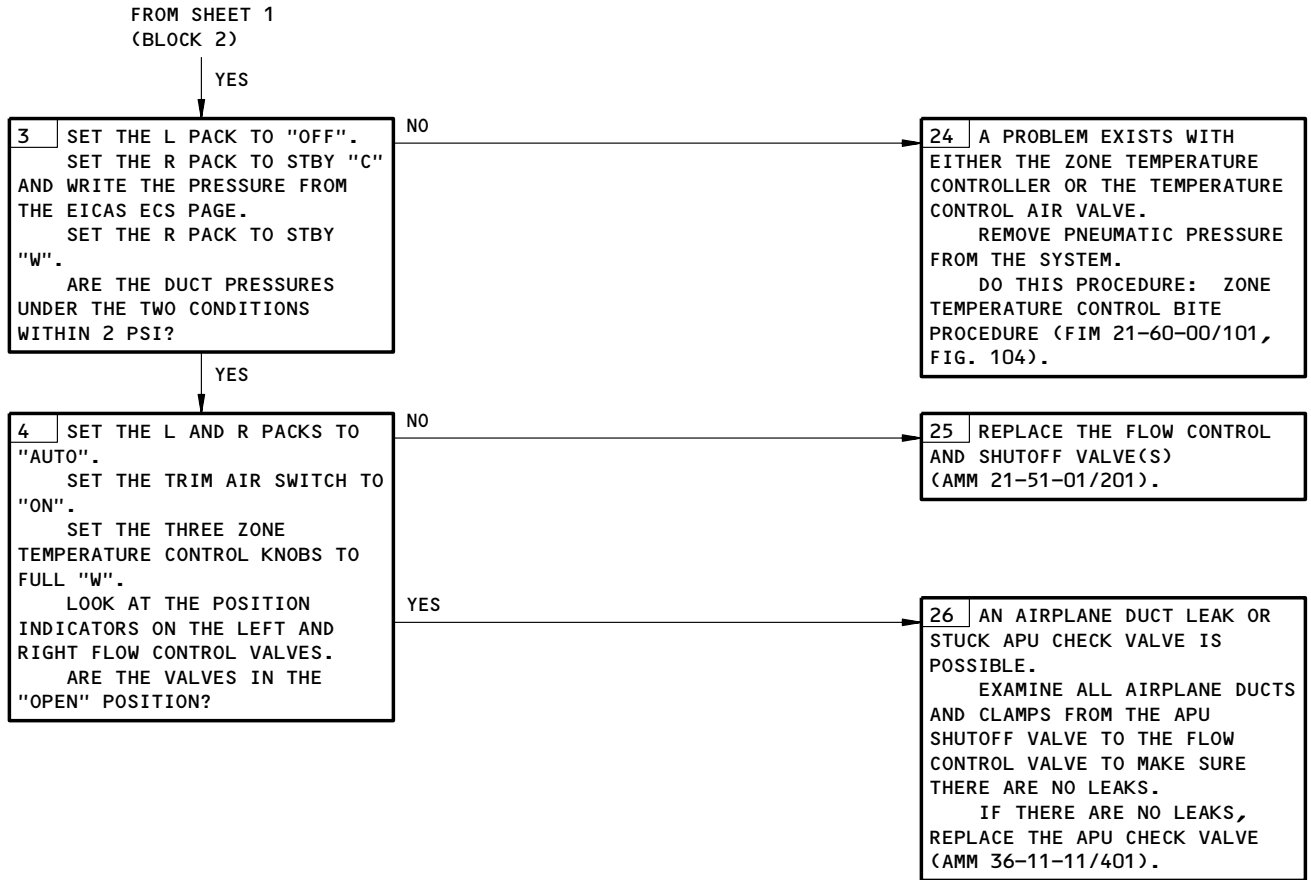 FROM SHEET 1
(BLOCK 2)
YES
3 SET THE L PACK TO "OFF".
SET THE R PACK TO STBY "C"
AND WRITE THE PRESSURE FROM
THE EICAS ECS PAGE.
SET THE R PACK TO STBY
"W".
ARE THE DUCT PRESSURES
UNDER THE TWO CONDITIONS
WITHIN 2 PSI?
NO
24 A PROBLEM EXISTS WITH
EITHER THE ZONE TEMPERATURE
CONTROLLER OR THE TEMPERATURE
CONTROL AIR VALVE.
REMOVE PNEUMATIC PRESSURE
FROM THE SYSTEM.
DO THIS PROCEDURE: ZONE
TEMPERATURE CONTROL BITE
PROCEDURE (FIM 21-60-00/101,
FIG. 104).
YES
4 SET THE L AND R PACKS TO
"AUTO".
SET THE TRIM AIR SWITCH TO
"ON".
SET THE THREE ZONE
TEMPERATURE CONTROL KNOBS TO
FULL "W".
LOOK AT THE POSITION
INDICATORS ON THE LEFT AND
RIGHT FLOW CONTROL VALVES.
ARE THE VALVES IN THE
"OPEN" POSITION?
NO
25 REPLACE THE FLOW CONTROL
AND SHUTOFF VALVE(S)
(AMM 21-51-01/201).
YES
26 AN AIRPLANE DUCT LEAK OR
STUCK APU CHECK VALVE IS
POSSIBLE.
EXAMINE ALL AIRPLANE DUCTS
AND CLAMPS FROM THE APU
SHUTOFF VALVE TO THE FLOW
CONTROL VALVE TO MAKE SURE
THERE ARE NO LEAKS.
IF THERE ARE NO LEAKS,
REPLACE THE APU CHECK VALVE
(AMM 36-11-11/401).